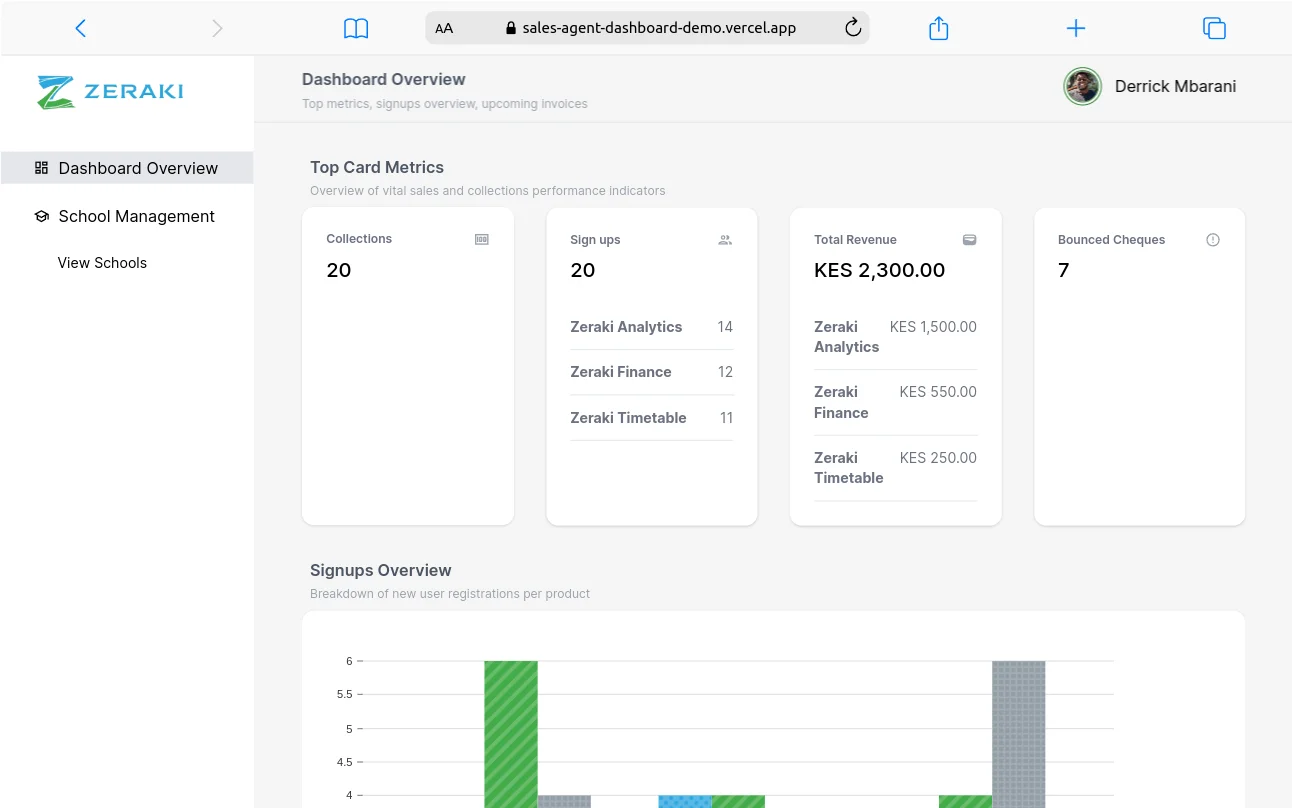 AA
sales-agent-dashboard-demo.vercel.app
ZERAKI
Dashboard Overview
Top metrics, signups overview, upcoming invoices
Derrick Mbarani
Dashboard Overview
School Management
View Schools
Top Card Metrics
Overview of vital sales and collections performance indicators
Collections
20
Sign ups
20
Zeraki Analytics 14
Zeraki Finance 12
Zeraki Timetable 11
Total Revenue
KES 2,300.00
Zeraki KES 1,500.00
Analytics
Zeraki KES 550.00
Finance
Zeraki KES 250.00
Timetable
Bounced Cheques
7
Signups Overview
Breakdown of new user registrations per product
6
5.5
5
4.5
4